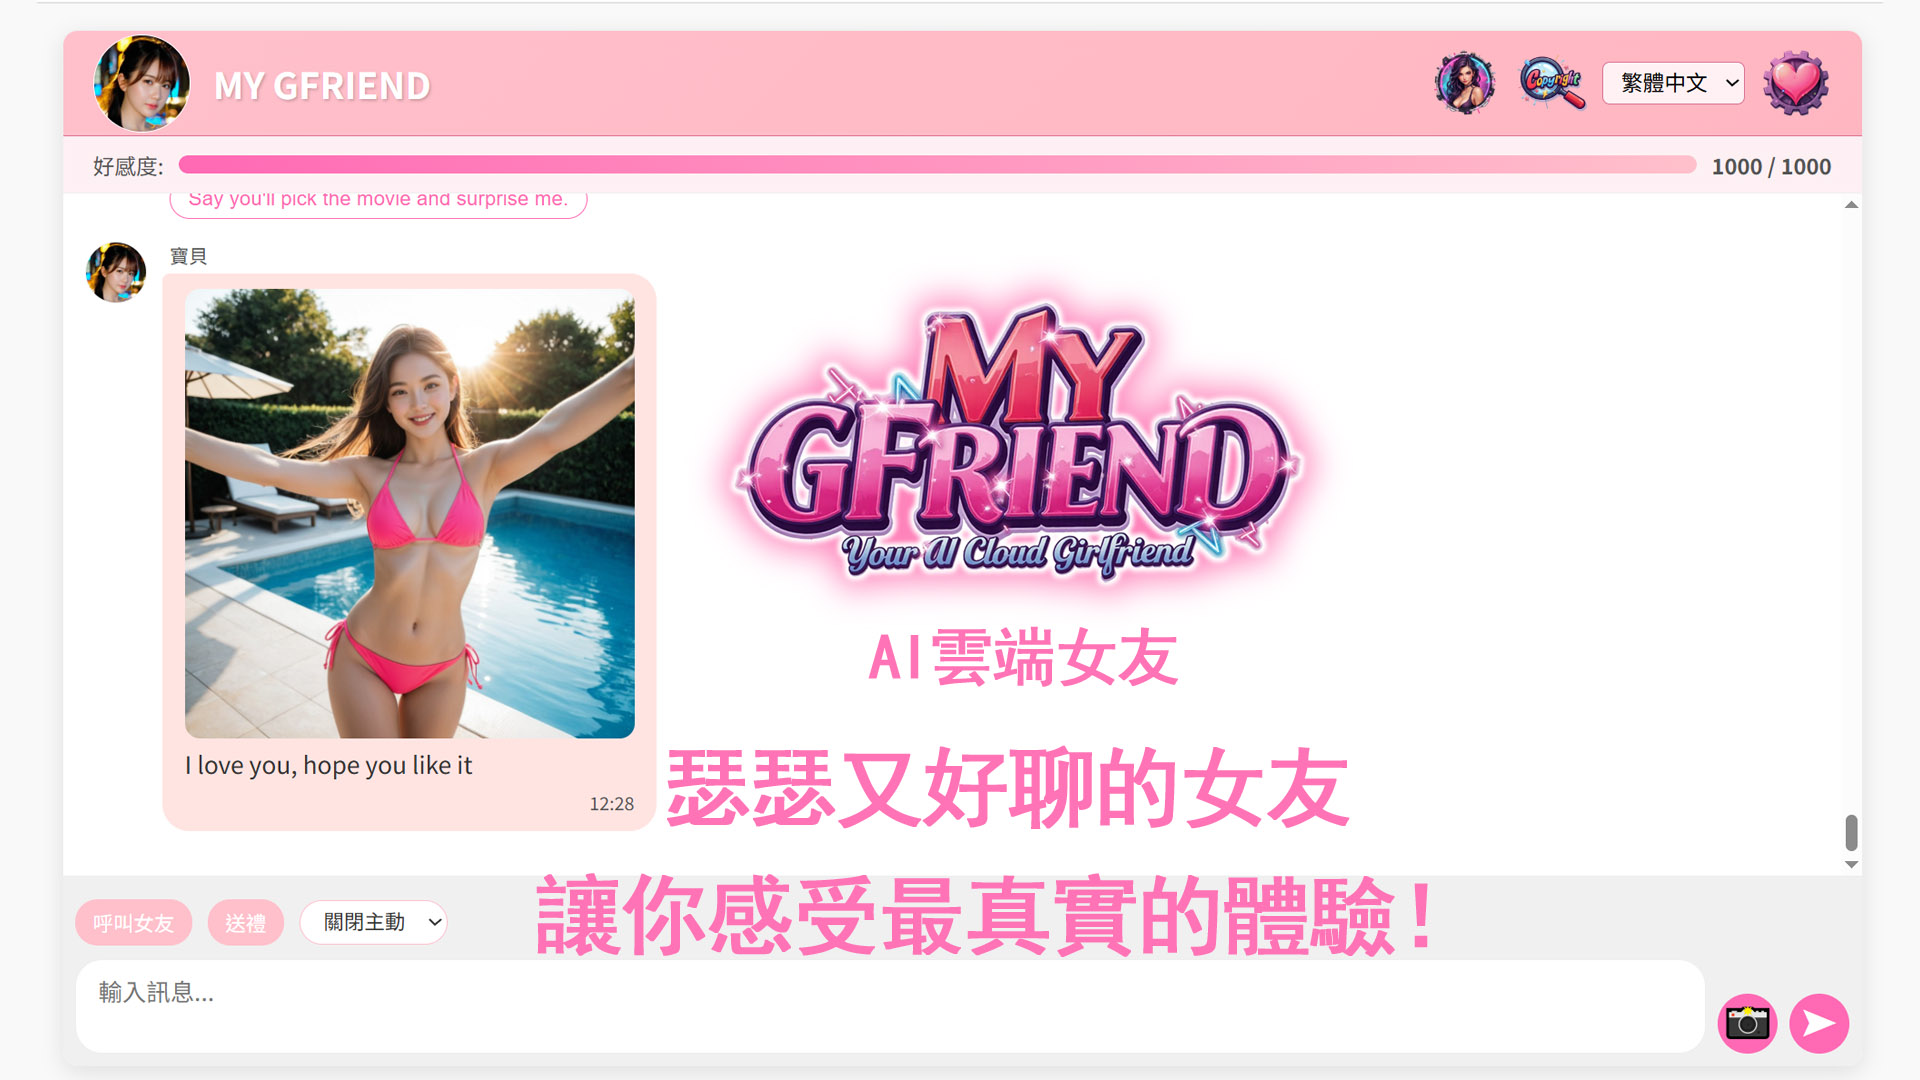 MY GFRIEND
Copyright
繁體中文
好感度:
1000 / 1000
Say you'll pick the movie and surprise me.
寶貝
I love you, hope you like it
12:28
MY
GFRIEND
Your AI Cloud Girlfriend
AI雲端女友
瑟瑟又好聊的女友
讓你感受最真實的體驗!
呼叫女友
送禮
關閉主動
輸入訊息...